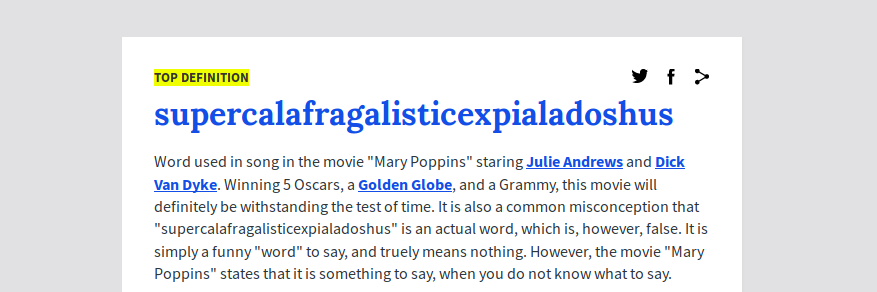 TOP DEFINITION
supercalafragalisticexpialadoshus
Word used in song in the movie "Mary Poppins" staring Julie Andrews and Dick
Van Dyke. Winning 5 Oscars, a Golden Globe, and a Grammy, this movie will
definitely be withstanding the test of time. It is also a common misconception that
"supercalafragalisticexpialadoshus" is an actual word, which is, however, false. It is
simply a funny "word" to say, and truely means nothing. However, the movie "Mary
Poppins" states that it is something to say, when you do not know what to say.